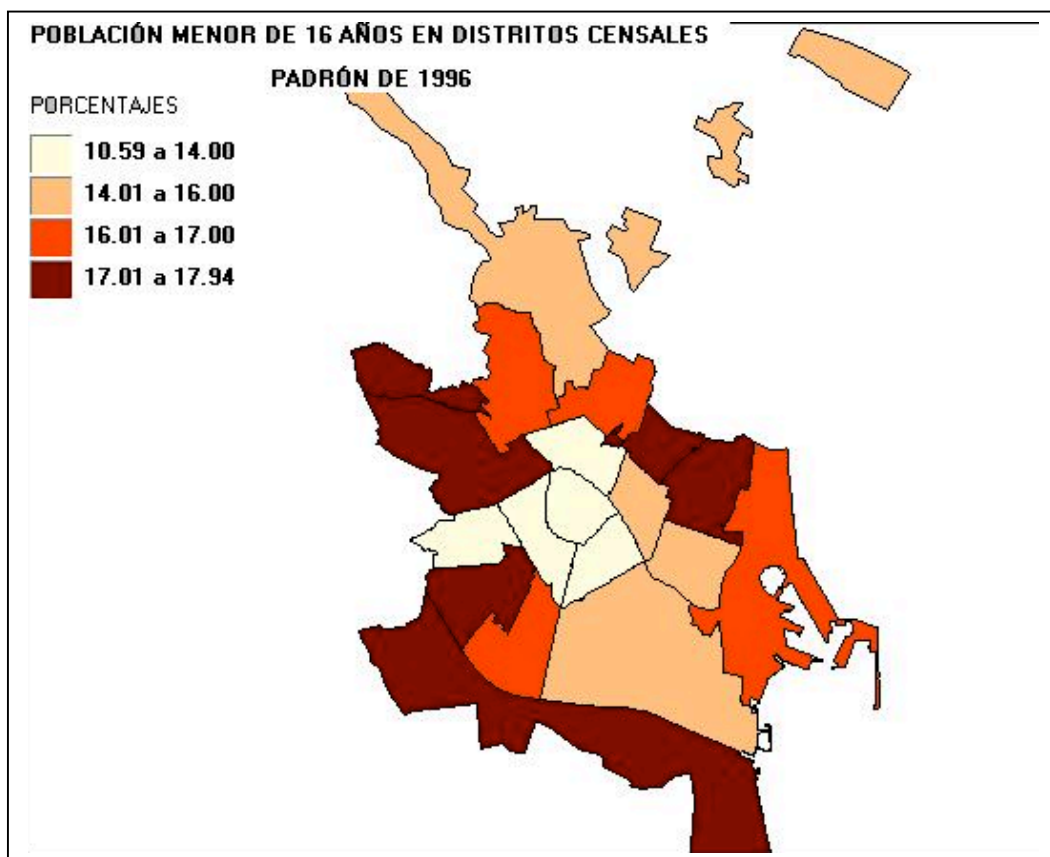 POBLACIÓN MENOR DE 16 AÑOS EN DISTRITOS CENSALES
PADRÓN DE 1996
PORCENTAJES
10.59 a 14.00
14.01 a 16.00
16.01 a 17.00
17.01 a 17.94